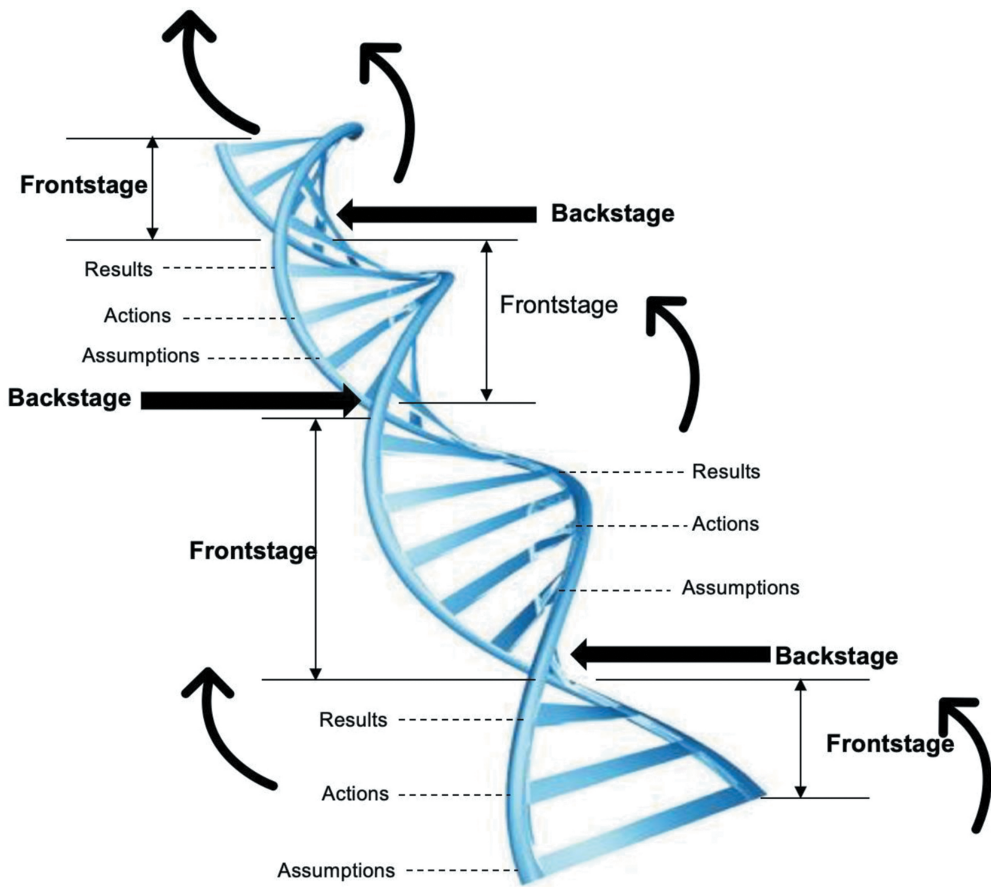 Frontstage
Backstage
Results
Frontstage
Actions
Assumptions
Backstage
Results
Actions
Frontstage
Assumptions
Backstage
Results
Frontstage
Actions
Assumptions